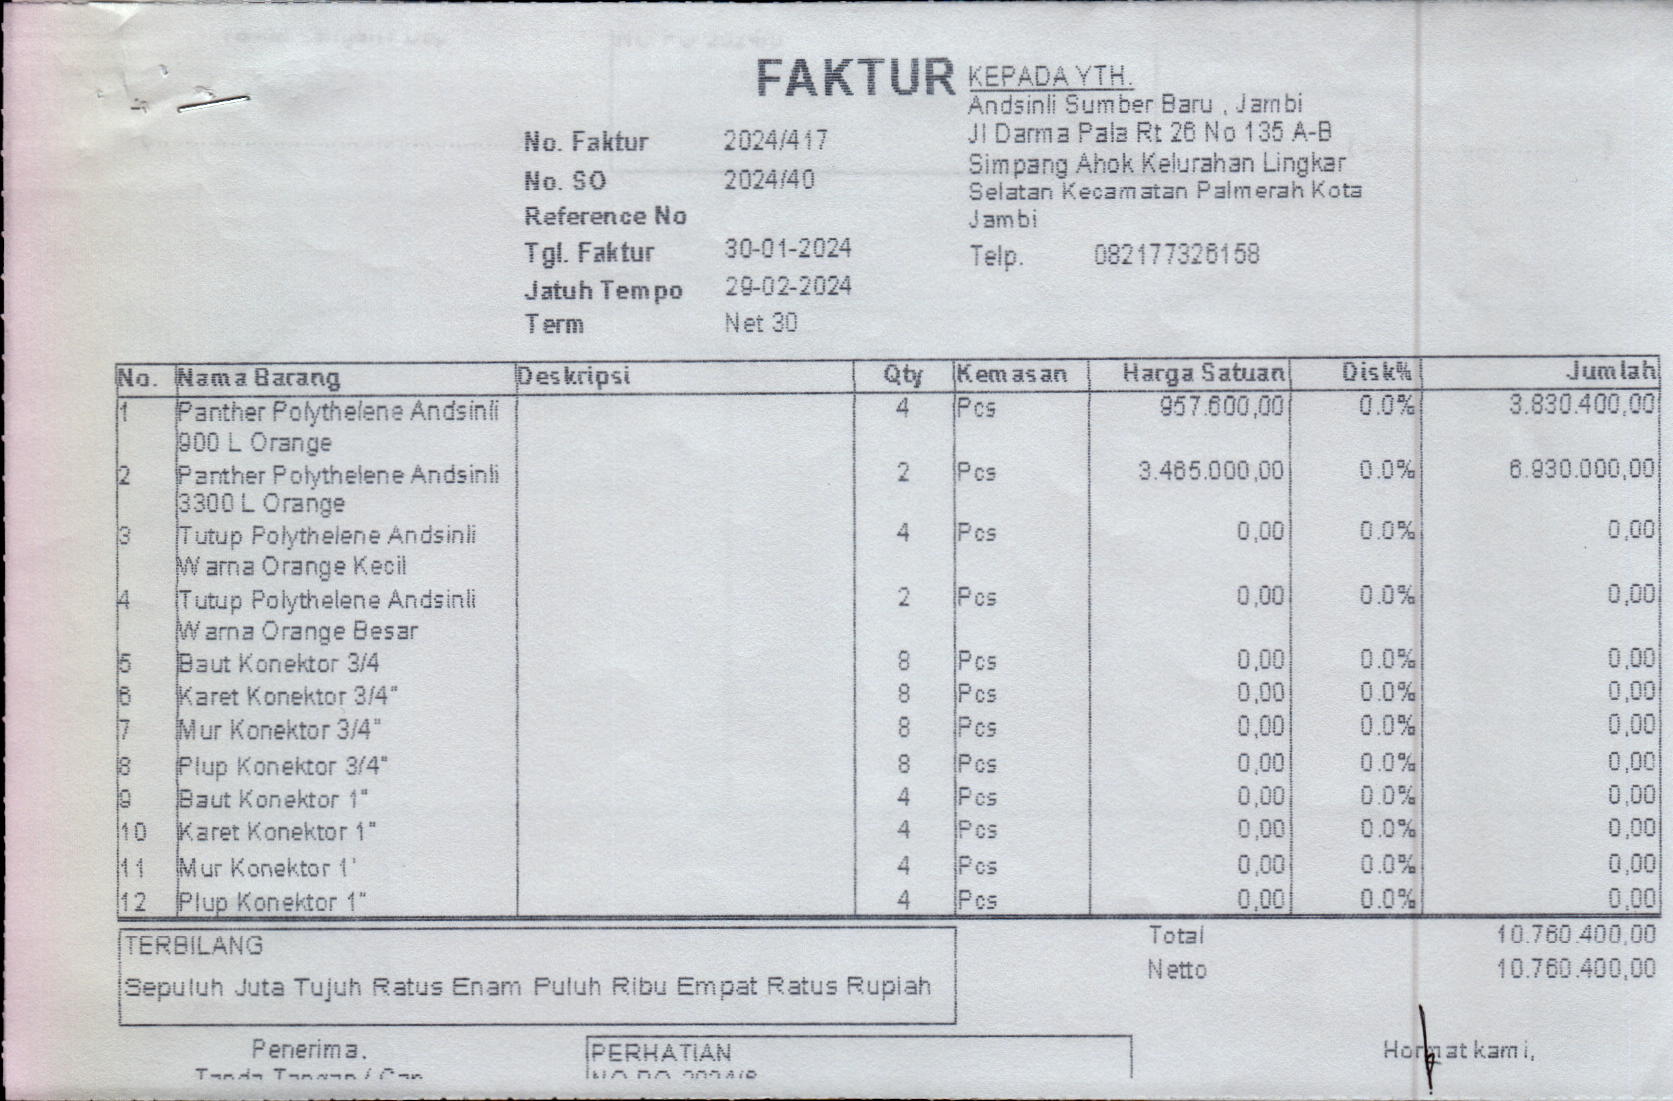 FAKTUR
KEPADA YTH.
Andsinli Sumber Baru , Jambi
Jl Darma Pala Rt 26 No 135 A-B
Simpang Ahok Kelurahan Lingkar
Selatan Kecamatan Palmerah Kota
Jambi
Telp. 082177326158
No. Faktur 2024/417
No. SO 2024/40
Reference No
Tgl. Faktur 30-01-2024
Jatuh Tempo 29-02-2024
Term Net 30
No. Nama Barang Deskripsi Qty Kemasan Harga Satuan Disk% Jumlah
1 Panther Polythelene Andsinli 4 Pcs 957.600,00 0.0% 3.830.400,00
900 L Orange
2 Panther Polythelene Andsinli 2 Pcs 3.465.000,00 0.0% 6.930.000,00
3300 L Orange
3 Tutup Polythelene Andsinli 4 Pcs 0,00 0.0% 0,00
Warna Orange Kecil
4 Tutup Polythelene Andsinli 2 Pcs 0,00 0.0% 0,00
Warna Orange Besar
5 Baut Konektor 3/4 8 Pcs 0,00 0.0% 0,00
6 Karet Konektor 3/4" 8 Pcs 0,00 0.0% 0,00
7 Mur Konektor 3/4" 8 Pcs 0,00 0.0% 0,00
8 Plup Konektor 3/4" 8 Pcs 0,00 0.0% 0,00
9 Baut Konektor 1" 4 Pcs 0,00 0.0% 0,00
10 Karet Konektor 1" 4 Pcs 0,00 0.0% 0,00
11 Mur Konektor 1' 4 Pcs 0,00 0.0% 0,00
12 Plup Konektor 1" 4 Pcs 0,00 0.0% 0,00
TERBILANG
Sepuluh Juta Tujuh Ratus Enam Puluh Ribu Empat Ratus Rupiah
Total 10.760.400,00
Netto 10.760.400,00
Penerima.
Tanda Tangan / Cap
PERHATIAN
NO DO 2024/8
Hormat kami,